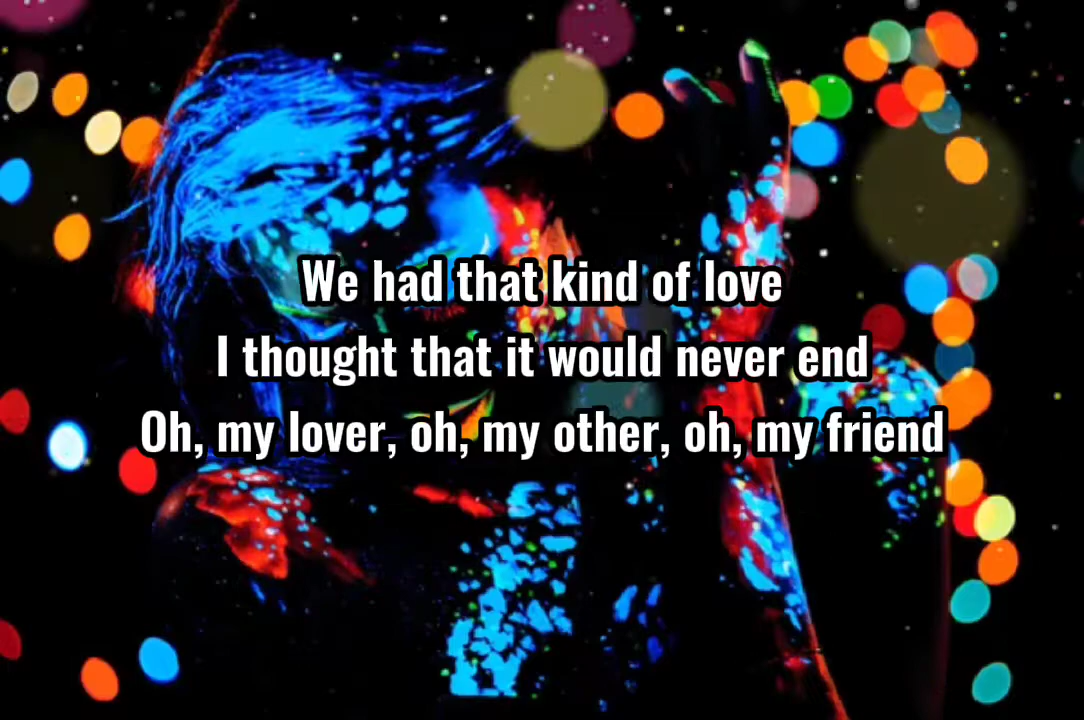 We had that kind of love
I thought that it would never end
Oh, my lover, oh, my other, oh, my friend